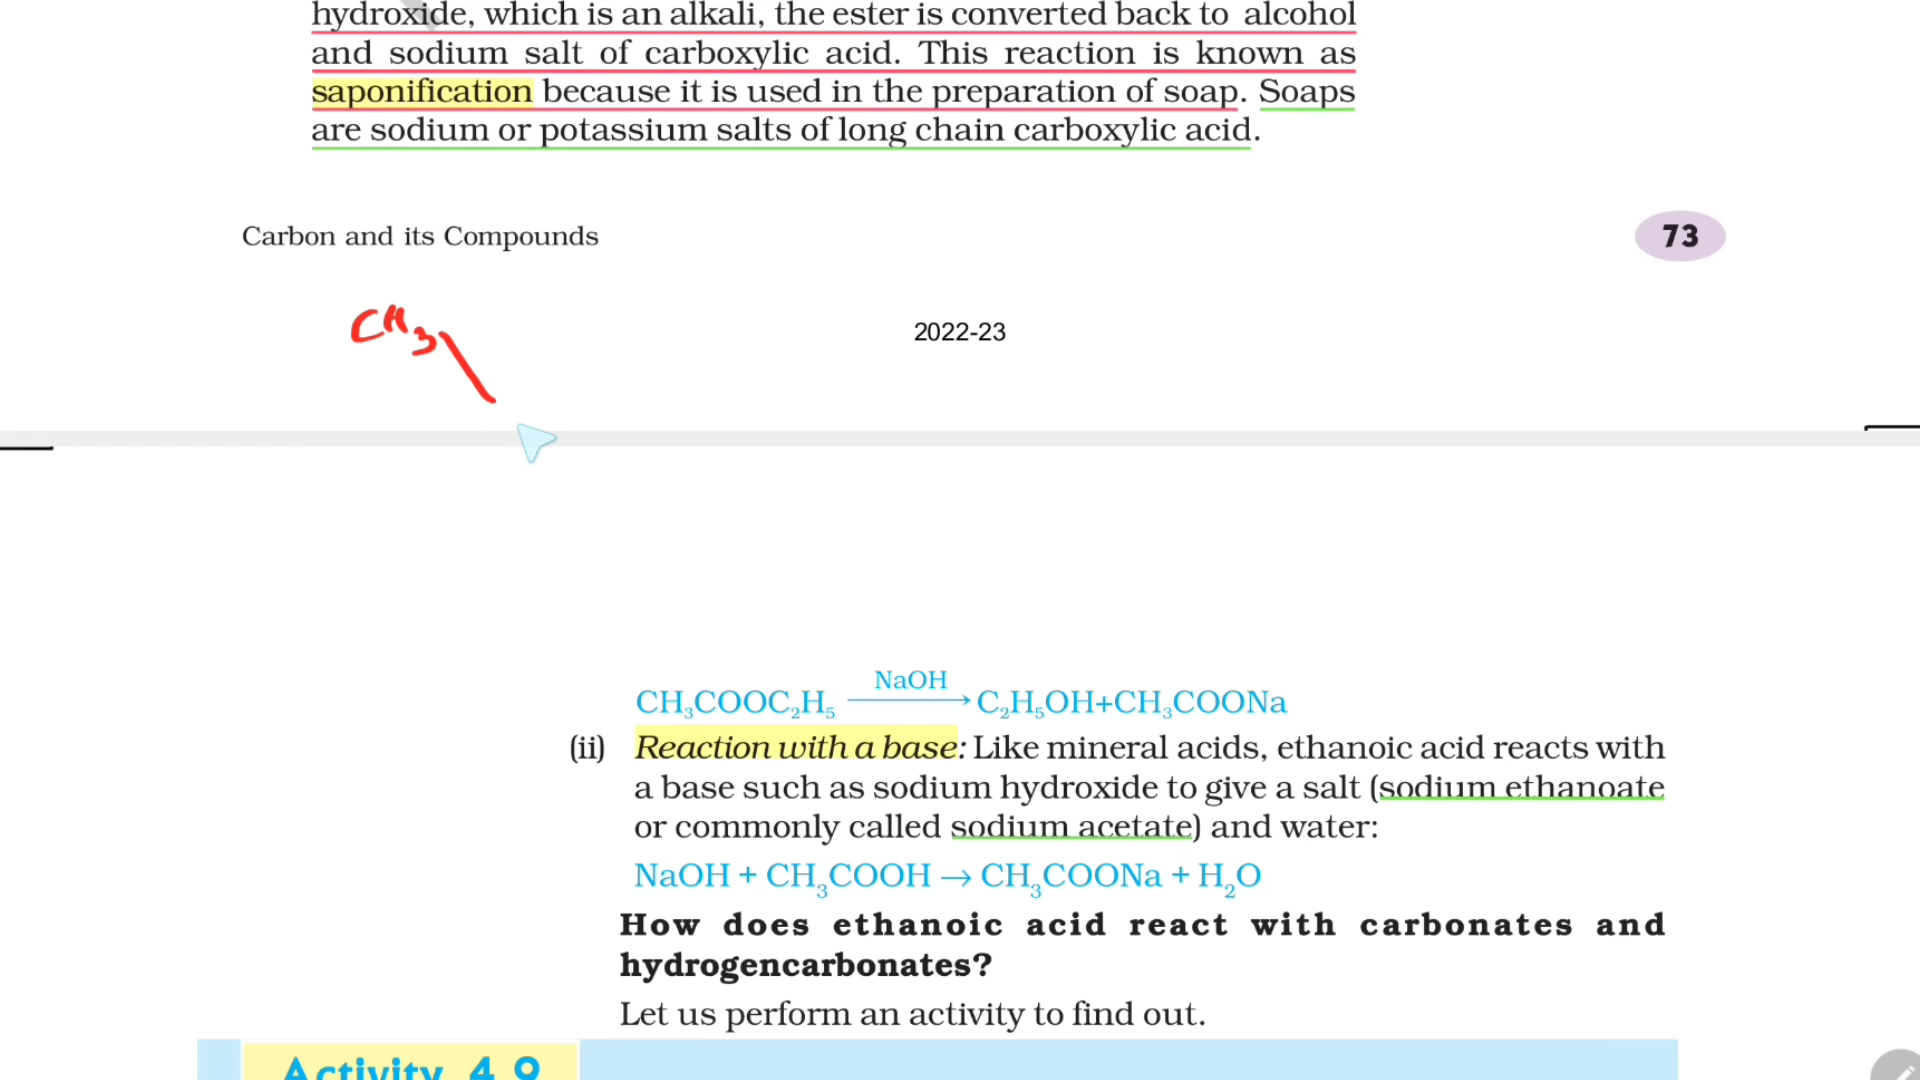 hydroxide, which is an alkali, the ester is converted back to alcohol
and sodium salt of carboxylic acid. This reaction is known as
saponification because it is used in the preparation of soap. Soaps
are sodium or potassium salts of long chain carboxylic acid.
Carbon and its Compounds
73
CH3
2022-23
NaOH
CH₃COOC₂H₅ → C₂H₅OH+CH₃COONa
(ii) Reaction with a base: Like mineral acids, ethanoic acid reacts with
a base such as sodium hydroxide to give a salt (sodium ethanoate
or commonly called sodium acetate) and water:
NaOH + CH₃COOH → CH₃COONa + H₂O
How does ethanoic acid react with carbonates and
hydrogencarbonates?
Let us perform an activity to find out.
Activity 4.9